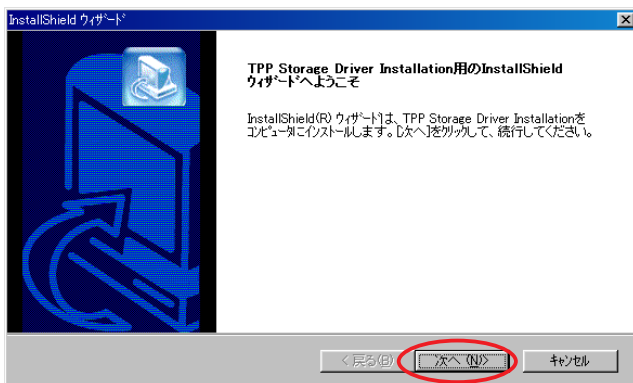 InstallShield ウィザード
TPP Storage Driver Installation用のInstallShield
ウィザードへようこそ
InstallShield(R) ウィザードは、TPP Storage Driver Installationを
コンピュータにインストールします。[次へ]をクリックして、続行してください。
< 戻る(B)
次へ (N)>
キャンセル